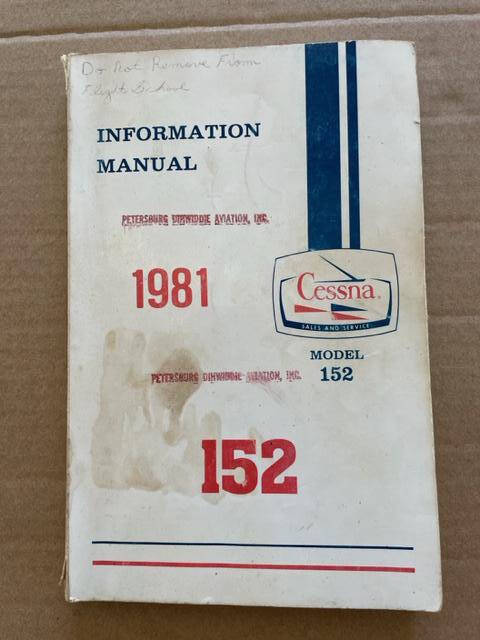 Do Not Remove From
Flight School
INFORMATION
MANUAL
PETERSBURG DINWIDDIE AVIATION, INC.
1981
Cessna.
SALES AND SERVICE
MODEL
152
PETERSBURG DINWIDDIE AVIATION, INC.
152